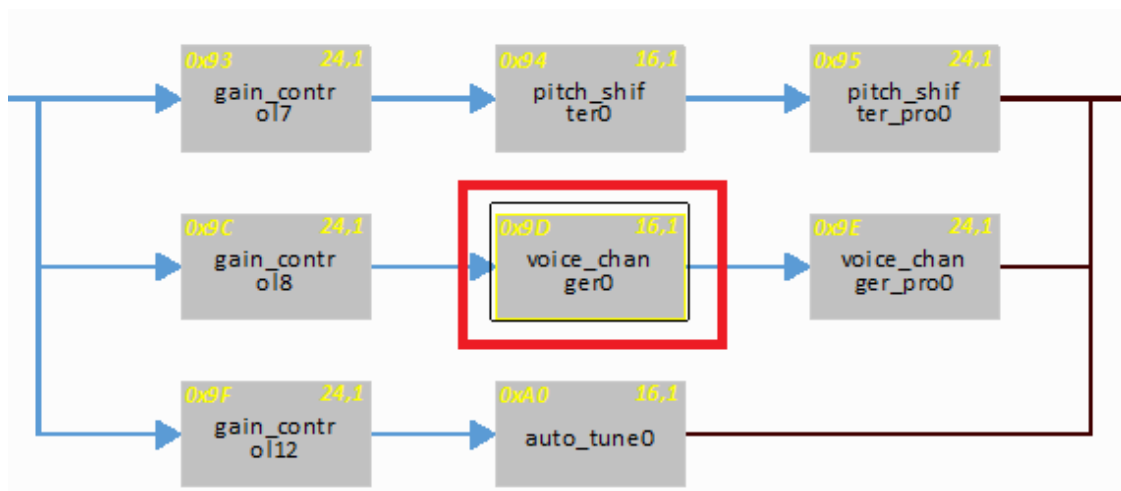 0x93 24,1
gain_contr
ol7
0x94 16,1
pitch_shif
ter0
0x95 24,1
pitch_shif
ter_pro0
0x9C 24,1
gain_contr
ol8
0x9D 16,1
voice_chan
ger0
0x9E 24,1
voice_chan
ger_pro0
0x9F 24,1
gain_contr
ol12
0xA0 16,1
auto_tune0